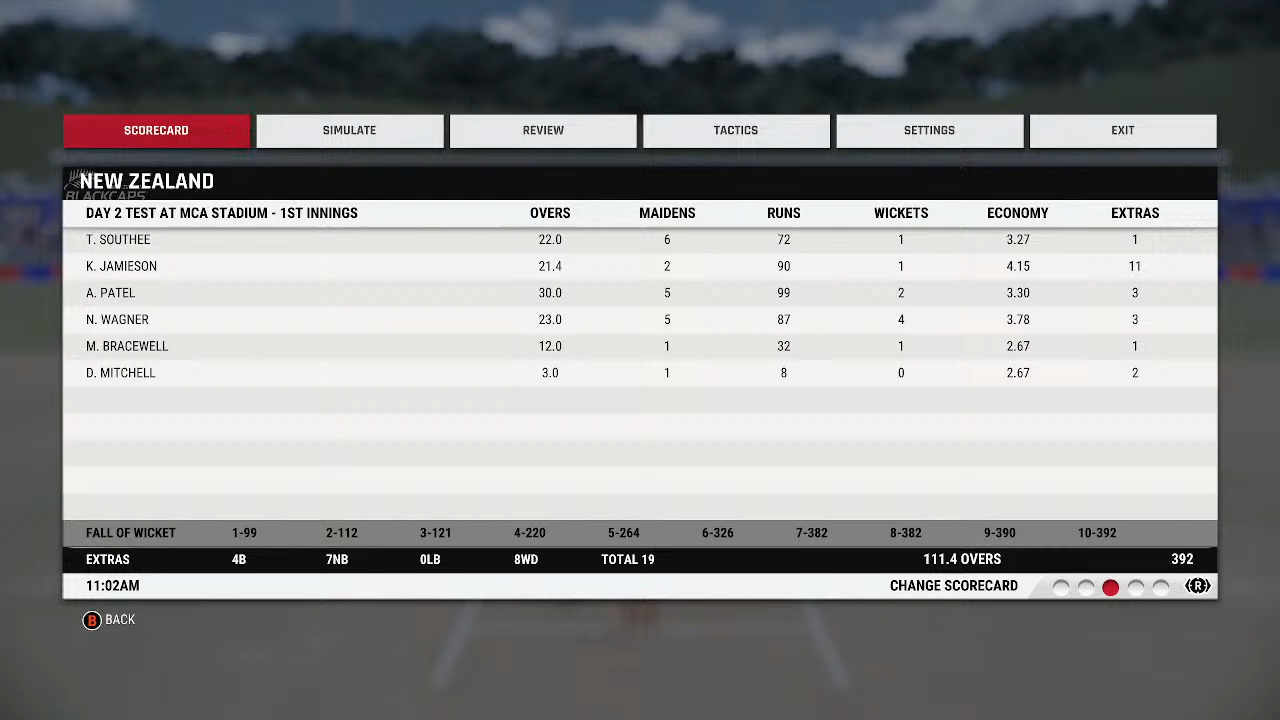 SCORECARD SIMULATE REVIEW TACTICS SETTINGS EXIT
BLACKCAPS
NEW ZEALAND
DAY 2 TEST AT MCA STADIUM - 1ST INNINGS OVERS MAIDENS RUNS WICKETS ECONOMY EXTRAS
T. SOUTHEE 22.0 6 72 1 3.27 1
K. JAMIESON 21.4 2 90 1 4.15 11
A. PATEL 30.0 5 99 2 3.30 3
N. WAGNER 23.0 5 87 4 3.78 3
M. BRACEWELL 12.0 1 32 1 2.67 1
D. MITCHELL 3.0 1 8 0 2.67 2
FALL OF WICKET 1-99 2-112 3-121 4-220 5-264 6-326 7-382 8-382 9-390 10-392
EXTRAS 4B 7NB 0LB 8WD TOTAL 19 111.4 OVERS 392
11:02AM CHANGE SCORECARD R
B BACK